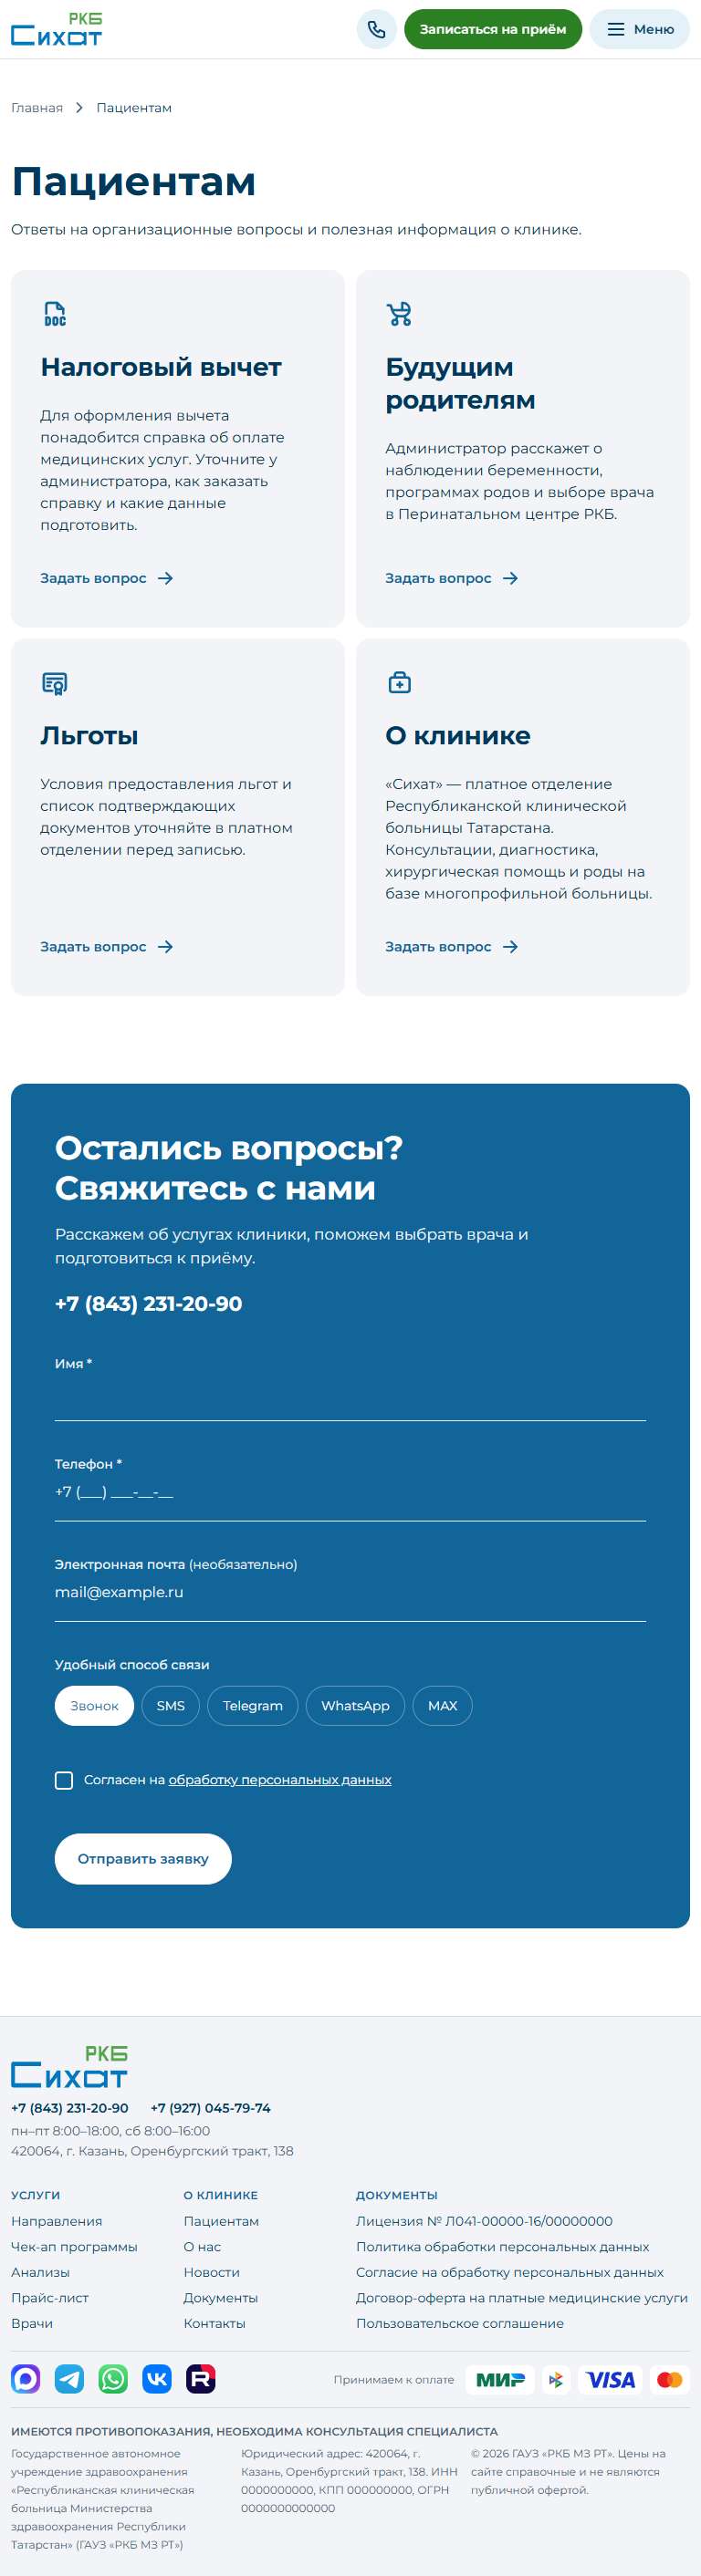 РКБ
Сихат
Записаться на приём
Меню
Главная
Пациентам
Пациентам
Ответы на организационные вопросы и полезная информация о клинике.
DOC
Налоговый вычет
Для оформления вычета
понадобится справка об оплате
медицинских услуг. Уточните у
администратора, как заказать
справку и какие данные
подготовить.
Задать вопрос
Будущим
родителям
Администратор расскажет о
наблюдении беременности,
программах родов и выборе врача
в Перинатальном центре РКБ.
Задать вопрос
Льготы
Условия предоставления льгот и
список подтверждающих
документов уточняйте в платном
отделении перед записью.
Задать вопрос
О клинике
«Сихат» — платное отделение
Республиканской клинической
больницы Татарстана.
Консультации, диагностика,
хирургическая помощь и роды на
базе многопрофильной больницы.
Задать вопрос
Остались вопросы?
Свяжитесь с нами
Расскажем об услугах клиники, поможем выбрать врача и
подготовиться к приёму.
+7 (843) 231-20-90
Имя *
Телефон *
+7 (___) ___-__-__
Электронная почта (необязательно)
mail@example.ru
Удобный способ связи
Звонок
SMS
Telegram
WhatsApp
MAX
Согласен на обработку персональных данных
Отправить заявку
РКБ
Сихат
+7 (843) 231-20-90 +7 (927) 045-79-74
пн–пт 8:00–18:00, сб 8:00–16:00
420064, г. Казань, Оренбургский тракт, 138
УСЛУГИ
Направления
Чек-ап программы
Анализы
Прайс-лист
Врачи
О КЛИНИКЕ
Пациентам
О нас
Новости
Документы
Контакты
ДОКУМЕНТЫ
Лицензия № Л041-00000-16/00000000
Политика обработки персональных данных
Согласие на обработку персональных данных
Договор-оферта на платные медицинские услуги
Пользовательское соглашение
Принимаем к оплате
МИР
VISA
ИМЕЮТСЯ ПРОТИВОПОКАЗАНИЯ, НЕОБХОДИМА КОНСУЛЬТАЦИЯ СПЕЦИАЛИСТА
Государственное автономное
учреждение здравоохранения
«Республиканская клиническая
больница Министерства
здравоохранения Республики
Татарстан» (ГАУЗ «РКБ МЗ РТ»)
Юридический адрес: 420064, г.
Казань, Оренбургский тракт, 138. ИНН
0000000000, КПП 000000000, ОГРН
0000000000000
© 2026 ГАУЗ «РКБ МЗ РТ». Цены на
сайте справочные и не являются
публичной офертой.